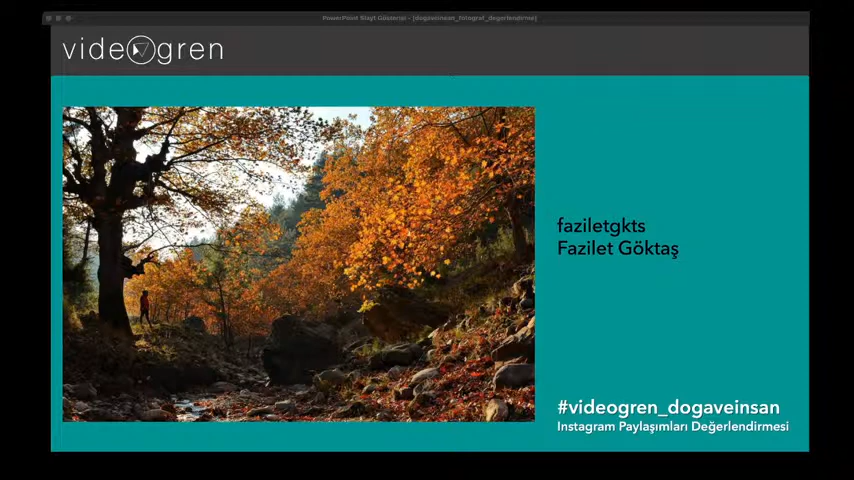 PowerPoint Slayt Gösterisi - [dogaveinsan_fotograf_degerlendirme]
videogren
faziletgkts
Fazilet Göktaş
#videogren_dogaveinsan
Instagram Paylaşımları Değerlendirmesi